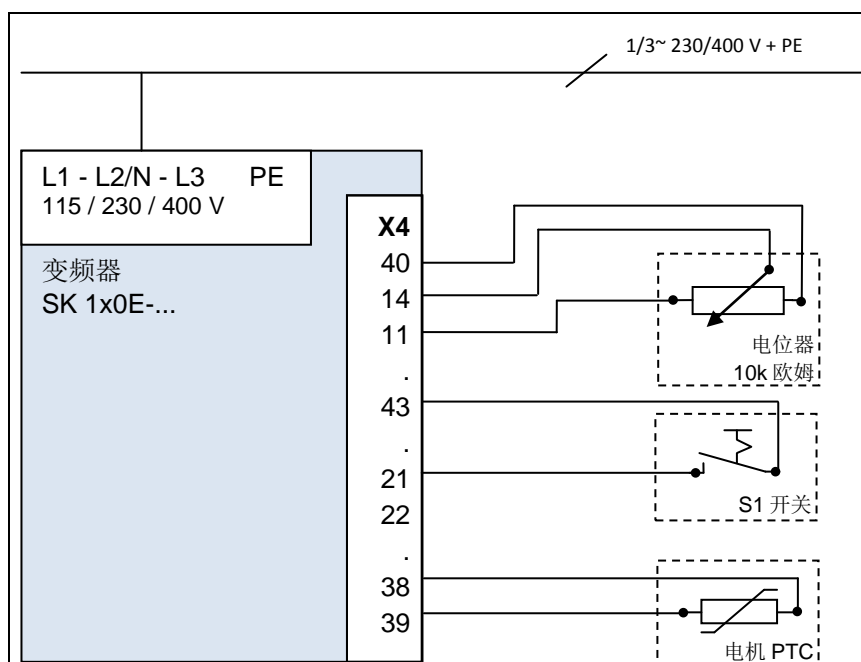 1/3~ 230/400 V + PE
L1 - L2/N - L3 PE
115 / 230 / 400 V
变频器
SK 1x0E-...
X4
40
14
11
.
43
.
21
22
.
38
39
电位器
10k 欧姆
S1 开关
电机 PTC